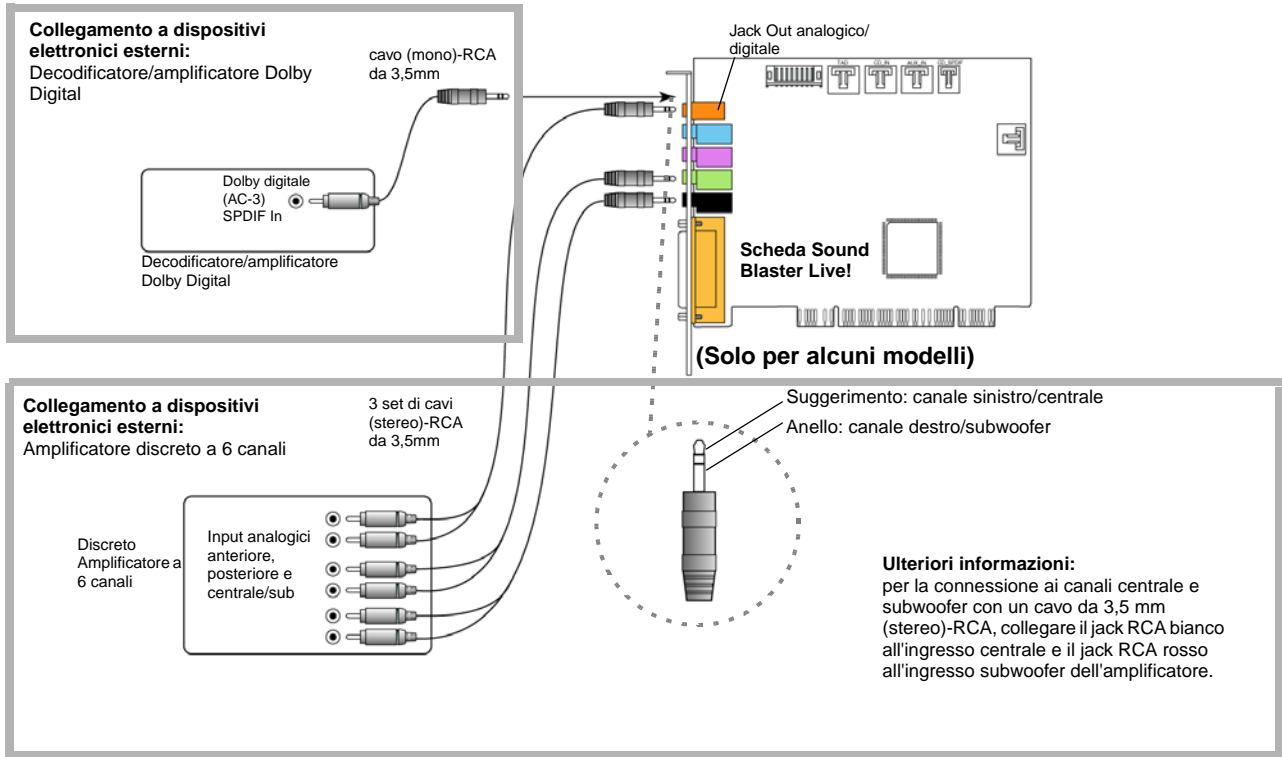 Collegamento a dispositivi
elettronici esterni:
Decodificatore/amplificatore Dolby
Digital
cavo (mono)-RCA
da 3,5mm
Dolby digitale
(AC-3)
SPDIF In
Decodificatore/amplificatore
Dolby Digital
Jack Out analogico/
digitale
TAD
CD_IN
AUX_IN
CD_SPDIF
Scheda Sound
Blaster Live!
(Solo per alcuni modelli)
Collegamento a dispositivi
elettronici esterni:
Amplificatore discreto a 6 canali
3 set di cavi
(stereo)-RCA
da 3,5mm
Discreto
Amplificatore a
6 canali
Input analogici
anteriore,
posteriore e
centrale/sub
Suggerimento: canale sinistro/centrale
Anello: canale destro/subwoofer
Ulteriori informazioni:
per la connessione ai canali centrale e
subwoofer con un cavo da 3,5 mm
(stereo)-RCA, collegare il jack RCA bianco
all'ingresso centrale e il jack RCA rosso
all'ingresso subwoofer dell'amplificatore.